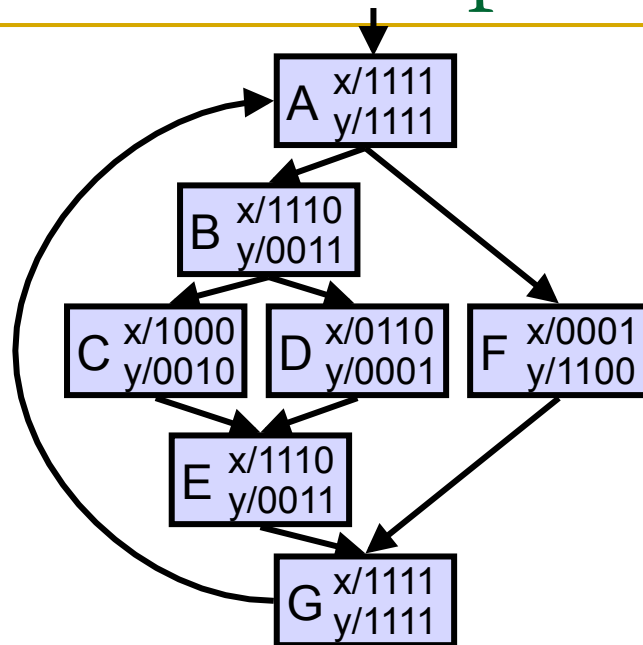 p
A x/1111
y/1111
B x/1110
y/0011
C x/1000
y/0010
D x/0110
y/0001
F x/0001
y/1100
E x/1110
y/0011
G x/1111
y/1111